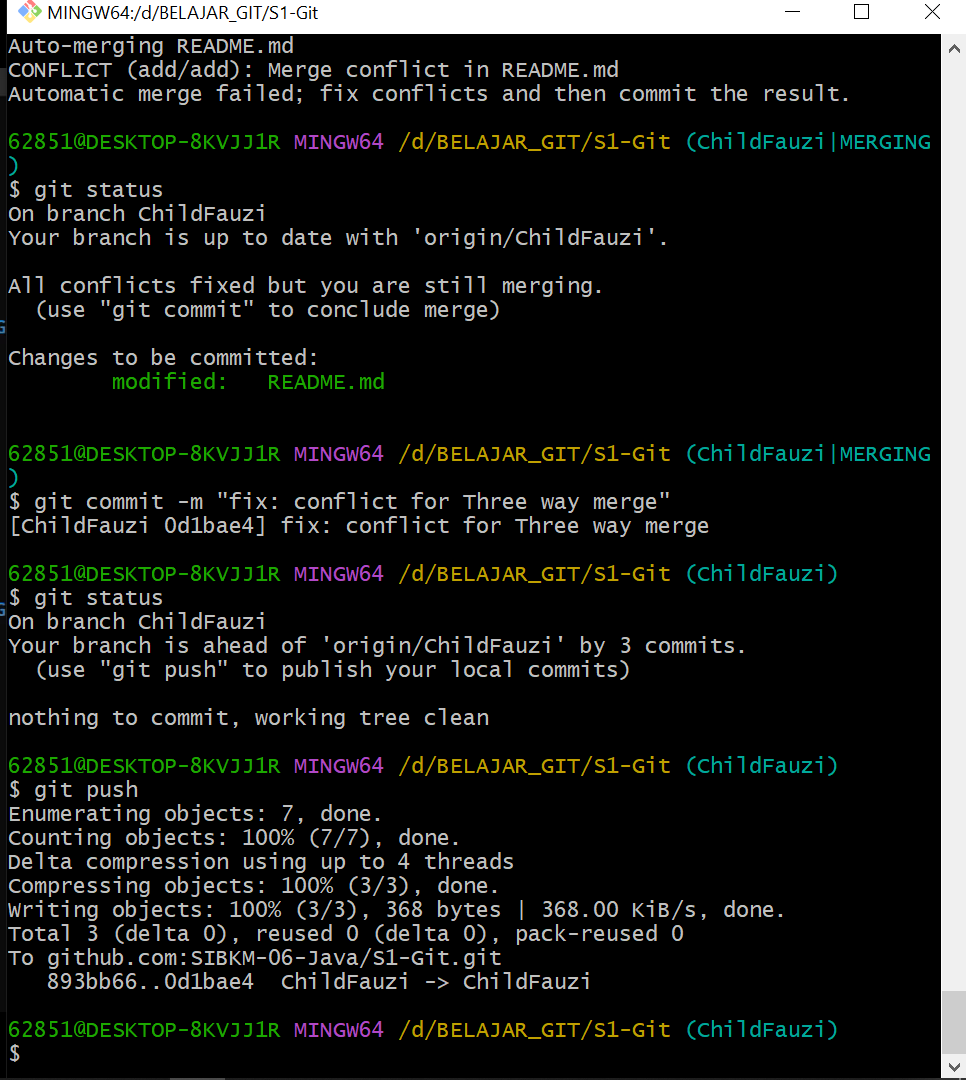 MINGW64:/d/BELAJAR_GIT/S1-Git
Auto-merging README.md
CONFLICT (add/add): Merge conflict in README.md
Automatic merge failed; fix conflicts and then commit the result.
62851@DESKTOP-8KVJJ1R MINGW64 /d/BELAJAR_GIT/S1-Git (ChildFauzi|MERGING
)
$ git status
On branch ChildFauzi
Your branch is up to date with 'origin/ChildFauzi'.
All conflicts fixed but you are still merging.
  (use "git commit" to conclude merge)
Changes to be committed:
        modified:   README.md
62851@DESKTOP-8KVJJ1R MINGW64 /d/BELAJAR_GIT/S1-Git (ChildFauzi|MERGING
)
$ git commit -m "fix: conflict for Three way merge"
[ChildFauzi 0d1bae4] fix: conflict for Three way merge
62851@DESKTOP-8KVJJ1R MINGW64 /d/BELAJAR_GIT/S1-Git (ChildFauzi)
$ git status
On branch ChildFauzi
Your branch is ahead of 'origin/ChildFauzi' by 3 commits.
  (use "git push" to publish your local commits)
nothing to commit, working tree clean
62851@DESKTOP-8KVJJ1R MINGW64 /d/BELAJAR_GIT/S1-Git (ChildFauzi)
$ git push
Enumerating objects: 7, done.
Counting objects: 100% (7/7), done.
Delta compression using up to 4 threads
Compressing objects: 100% (3/3), done.
Writing objects: 100% (3/3), 368 bytes | 368.00 KiB/s, done.
Total 3 (delta 0), reused 0 (delta 0), pack-reused 0
To github.com:SIBKM-06-Java/S1-Git.git
   893bb66..0d1bae4  ChildFauzi -> ChildFauzi
62851@DESKTOP-8KVJJ1R MINGW64 /d/BELAJAR_GIT/S1-Git (ChildFauzi)
$